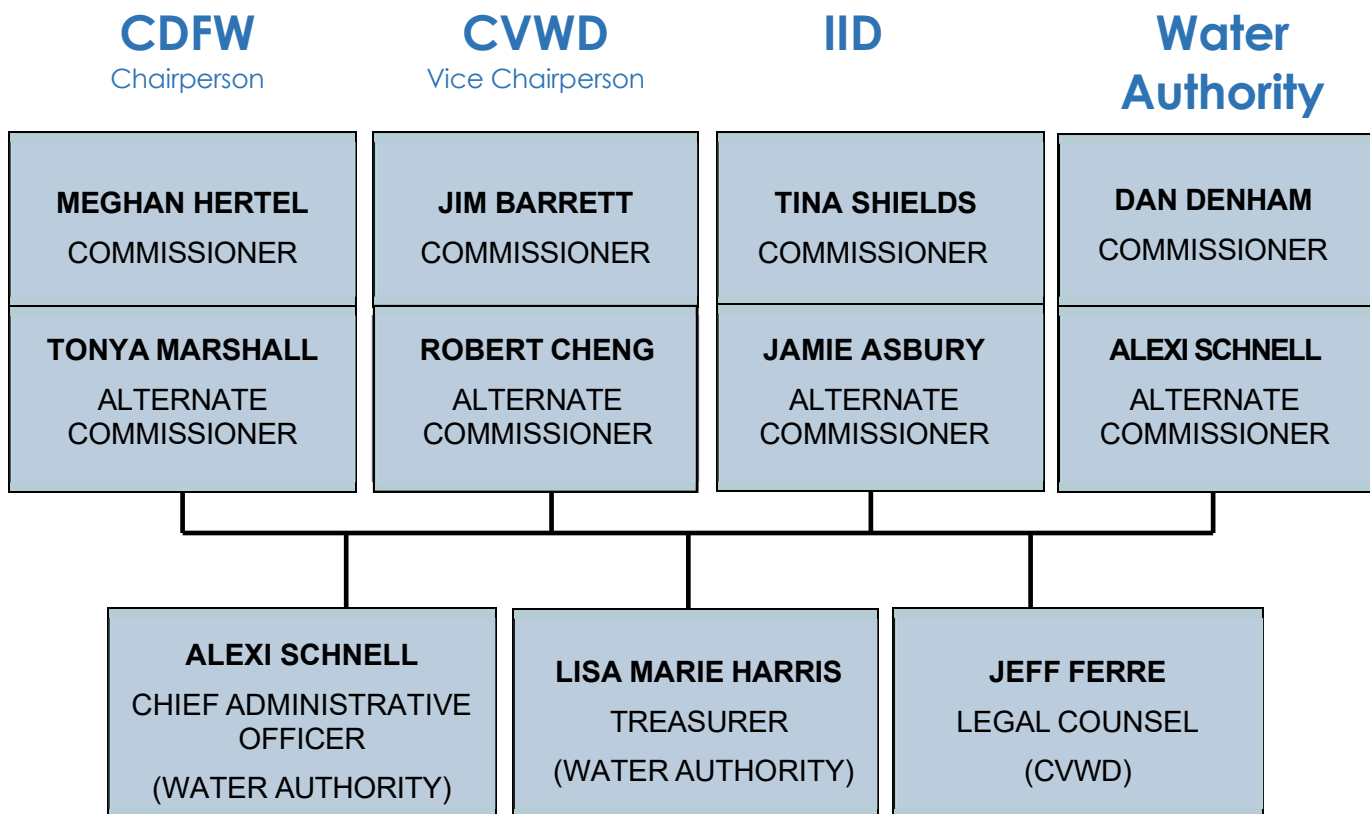 CDFW
Chairperson
CVWD
Vice Chairperson
IID
Water
Authority
MEGHAN HERTEL
COMMISSIONER
JIM BARRETT
COMMISSIONER
TINA SHIELDS
COMMISSIONER
DAN DENHAM
COMMISSIONER
TONYA MARSHALL
ALTERNATE
COMMISSIONER
ROBERT CHENG
ALTERNATE
COMMISSIONER
JAMIE ASBURY
ALTERNATE
COMMISSIONER
ALEXI SCHNELL
ALTERNATE
COMMISSIONER
ALEXI SCHNELL
CHIEF ADMINISTRATIVE
OFFICER
(WATER AUTHORITY)
LISA MARIE HARRIS
TREASURER
(WATER AUTHORITY)
JEFF FERRE
LEGAL COUNSEL
(CVWD)